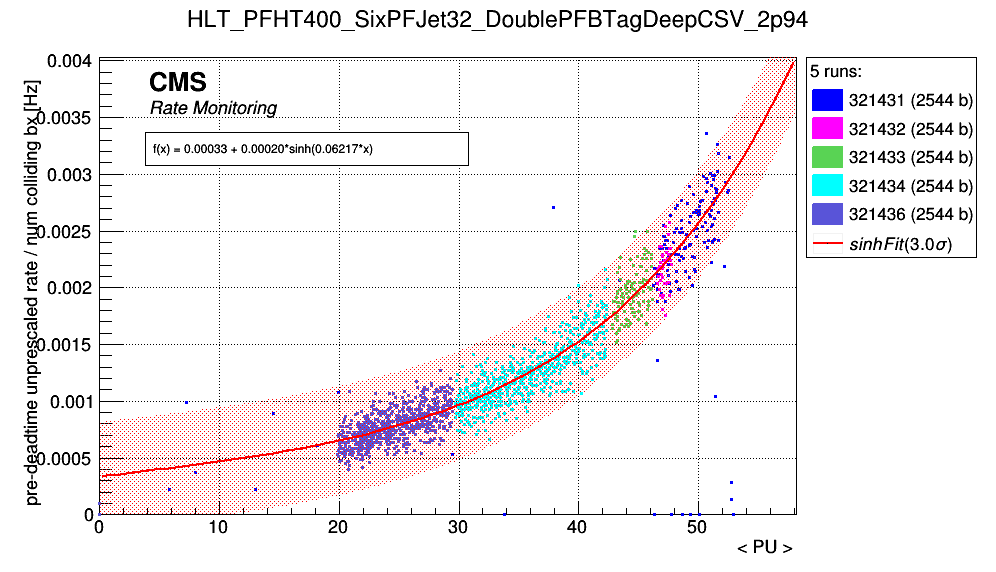 HLT_PFHT400_SixPFJet32_DoublePFBTagDeepCSV_2p94
pre-deadtime unprescaled rate / num colliding bx [Hz]
0.004
0.0035
0.003
0.0025
0.002
0.0015
0.001
0.0005
0
CMS
Rate Monitoring
f(x) = 0.00033 + 0.00020*sinh(0.06217*x)
0 10 20 30 40 50
< PU >
5 runs:
321431 (2544 b)
321432 (2544 b)
321433 (2544 b)
321434 (2544 b)
321436 (2544 b)
sinhFit(3.0σ)